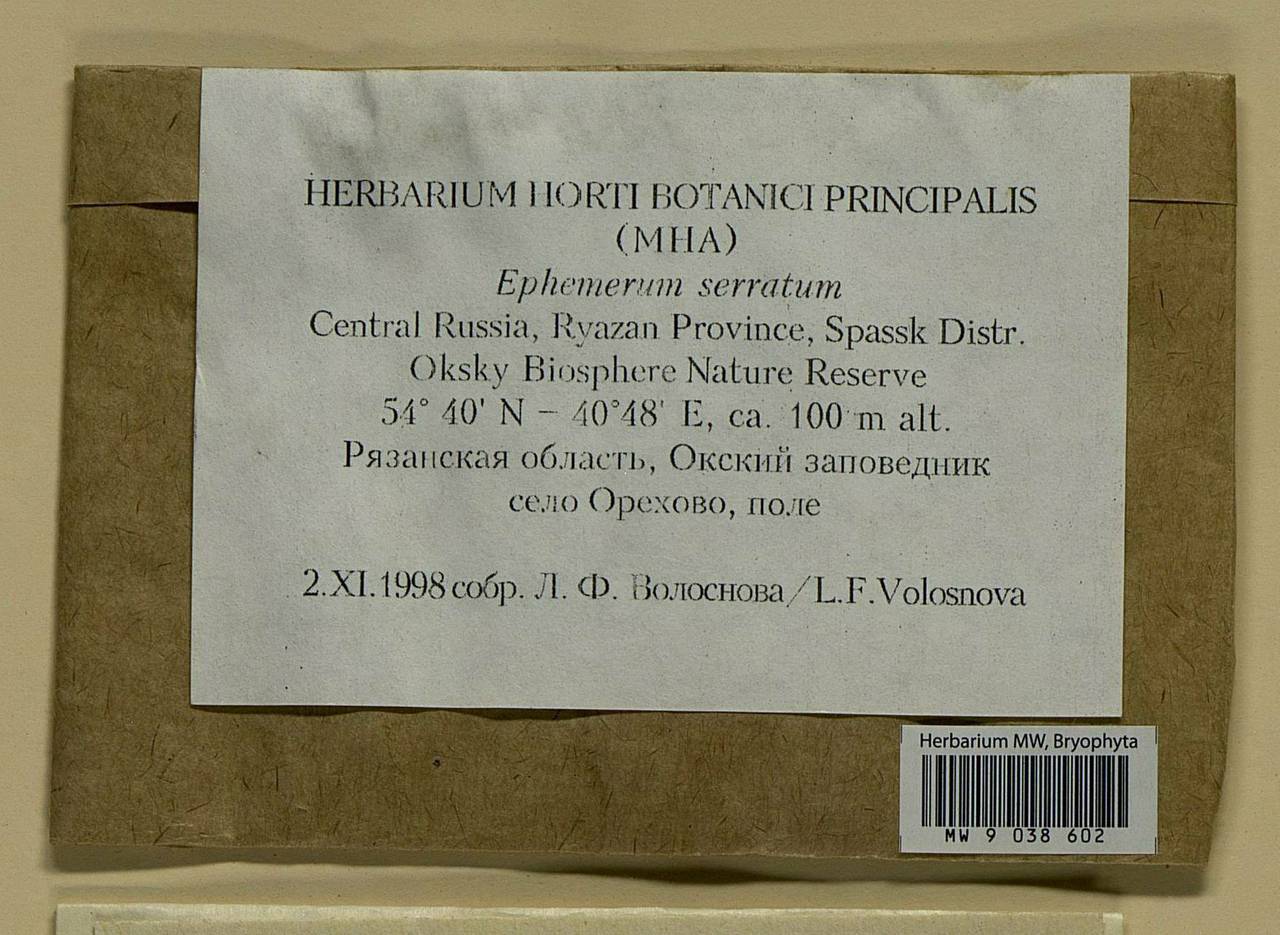 HERBARIUM HORTI BOTANICI PRINCIPALIS
(MHA)
Ephemerum serratum
Central Russia, Ryazan Province, Spassk Distr.
Oksky Biosphere Nature Reserve
54° 40' N – 40°48' E, ca. 100 m alt.
Рязанская область, Окский заповедник
село Орехово, поле
2.XI.1998 собр. Л. Ф. Волоснова/L.F.Volosnova
Herbarium MW, Bryophyta
MW 9 038 602